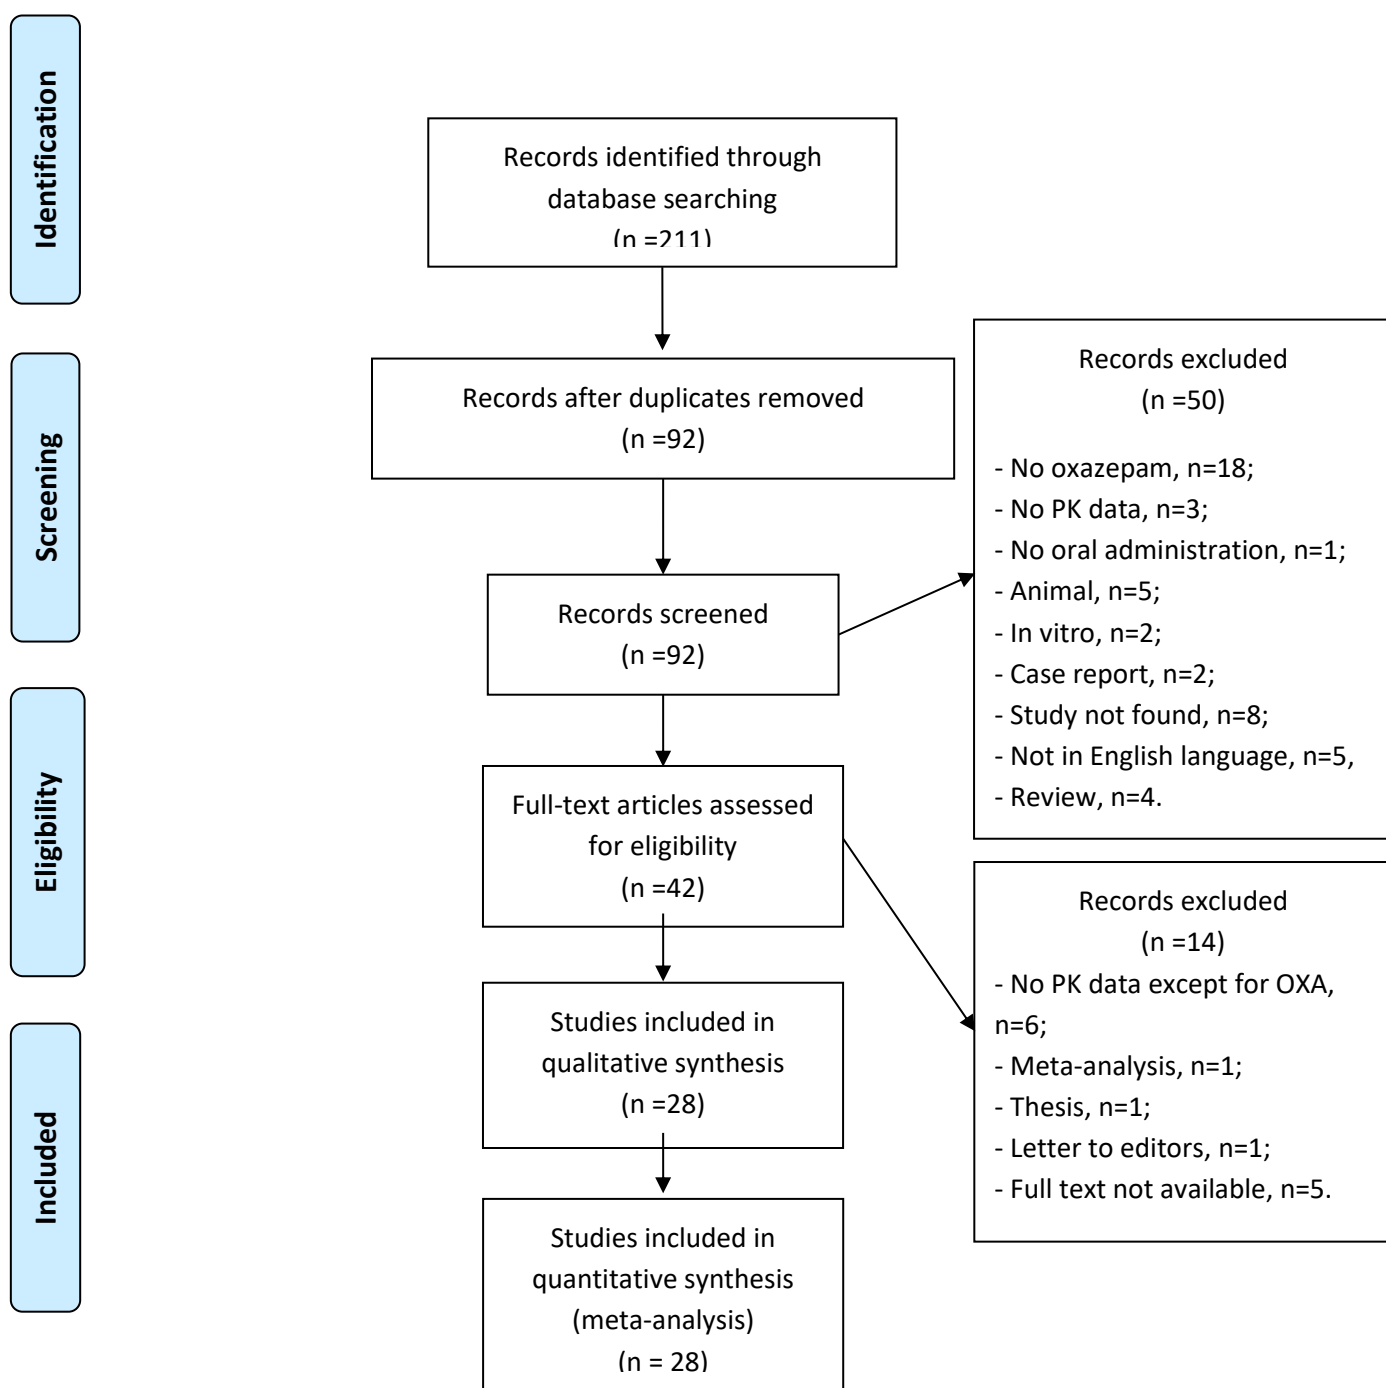 Identification
Records identified through
database searching
(n =211)
Screening
Records after duplicates removed
(n =92)
Records screened
(n =92)
Records excluded
(n =50)
- No oxazepam, n=18;
- No PK data, n=3;
- No oral administration, n=1;
- Animal, n=5;
- In vitro, n=2;
- Case report, n=2;
- Study not found, n=8;
- Not in English language, n=5,
- Review, n=4.
Eligibility
Full-text articles assessed
for eligibility
(n =42)
Records excluded
(n =14)
- No PK data except for OXA,
n=6;
- Meta-analysis, n=1;
- Thesis, n=1;
- Letter to editors, n=1;
- Full text not available, n=5.
Included
Studies included in
qualitative synthesis
(n =28)
Studies included in
quantitative synthesis
(meta-analysis)
(n = 28)